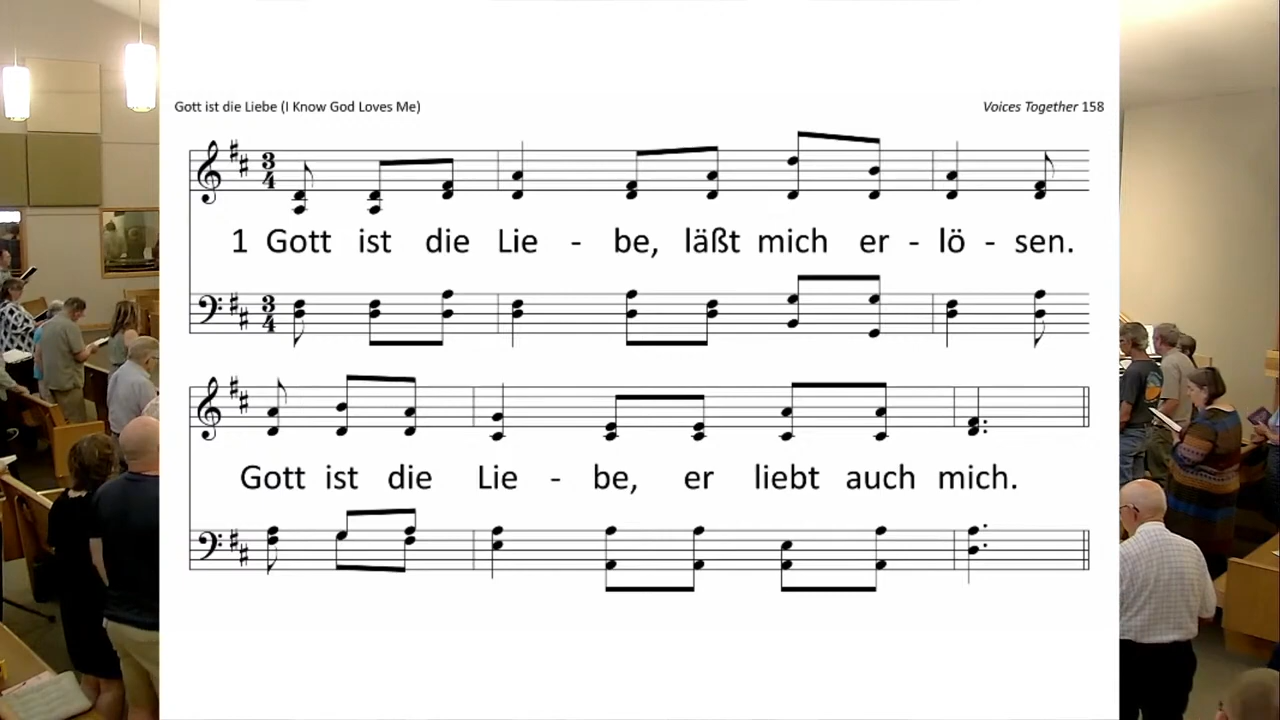 Gott ist die Liebe (I Know God Loves Me) Voices Together 158
3
4
1 Gott ist die Lie - be, läßt mich er - lö - sen.
3
4
Gott ist die Lie - be, er liebt auch mich.